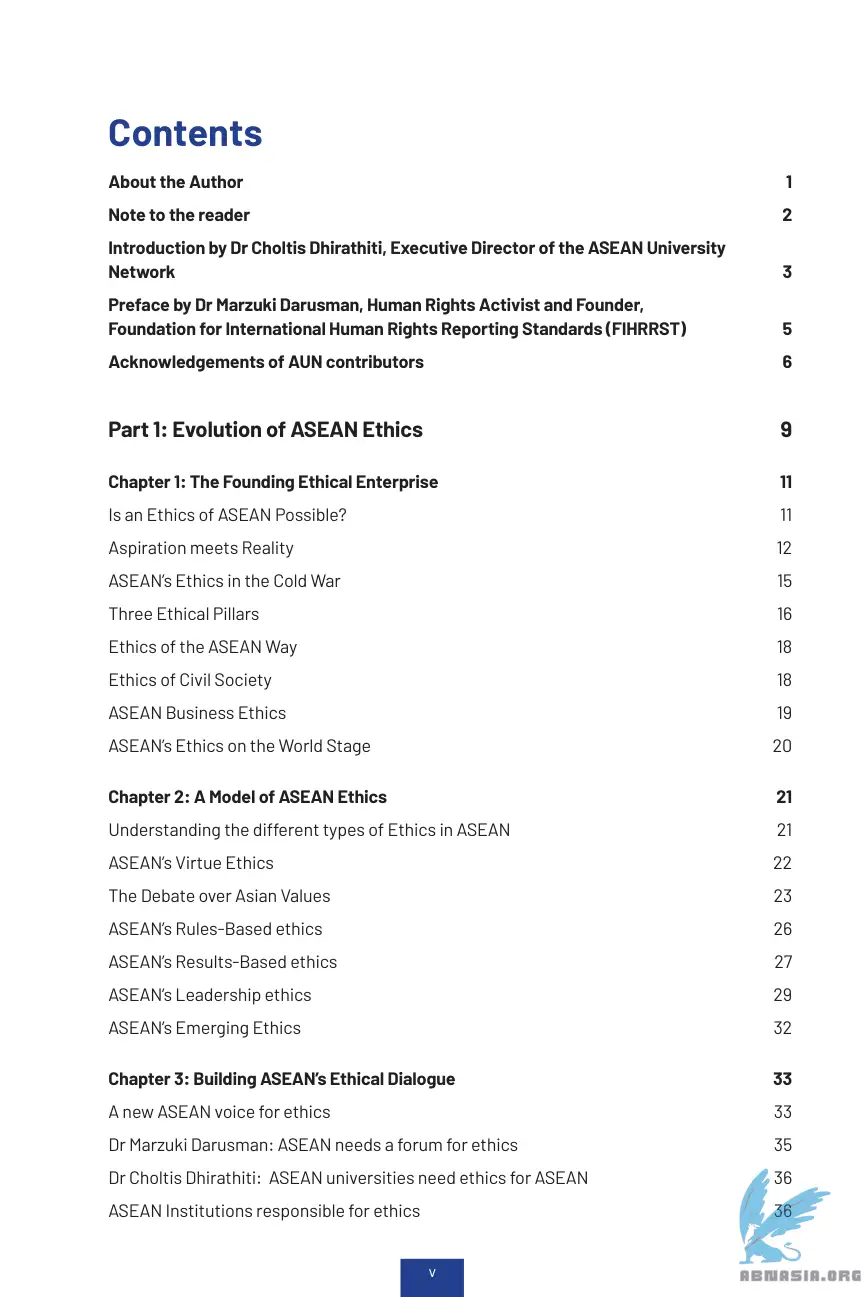 Contents
About the Author 1
Note to the reader 2
Introduction by Dr Choltis Dhirathiti, Executive Director of the ASEAN University
Network 3
Preface by Dr Marzuki Darusman, Human Rights Activist and Founder,
Foundation for International Human Rights Reporting Standards (FIHRRST) 5
Acknowledgements of AUN contributors 6
Part 1: Evolution of ASEAN Ethics 9
Chapter 1: The Founding Ethical Enterprise 11
Is an Ethics of ASEAN Possible? 11
Aspiration meets Reality 12
ASEAN's Ethics in the Cold War 15
Three Ethical Pillars 16
Ethics of the ASEAN Way 18
Ethics of Civil Society 18
ASEAN Business Ethics 19
ASEAN's Ethics on the World Stage 20
Chapter 2: A Model of ASEAN Ethics 21
Understanding the different types of Ethics in ASEAN 21
ASEAN's Virtue Ethics 22
The Debate over Asian Values 23
ASEAN's Rules-Based ethics 26
ASEAN's Results-Based ethics 27
ASEAN's Leadership ethics 29
ASEAN's Emerging Ethics 32
Chapter 3: Building ASEAN's Ethical Dialogue 33
A new ASEAN voice for ethics 33
Dr Marzuki Darusman: ASEAN needs a forum for ethics 35
Dr Choltis Dhirathiti:  ASEAN universities need ethics for ASEAN 36
ASEAN Institutions responsible for ethics 36
v
ABNASIA.ORG